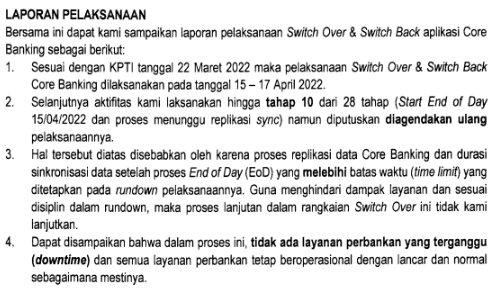 LAPORAN PELAKSANAAN
Bersama ini dapat kami sampaikan laporan pelaksanaan Switch Over & Switch Back aplikasi Core
Banking sebagai berikut:
1. Sesuai dengan KPTI tanggal 22 Maret 2022 maka pelaksanaan Switch Over & Switch Back
Core Banking dilaksanakan pada tanggal 15 – 17 April 2022.
2. Selanjutnya aktifitas kami laksanakan hingga tahap 10 dari 28 tahap (Start End of Day
15/04/2022 dan proses menunggu replikasi sync) namun diputuskan diagendakan ulang
pelaksanaannya.
3. Hal tersebut diatas disebabkan oleh karena proses replikasi data Core Banking dan durasi
sinkronisasi data setelah proses End of Day (EoD) yang melebihi batas waktu (time limit) yang
ditetapkan pada rundown pelaksanaannya. Guna menghindari dampak layanan dan sesuai
disiplin dalam rundown, maka proses lanjutan dalam rangkaian Switch Over ini tidak kami
lanjutkan.
4. Dapat disampaikan bahwa dalam proses ini, tidak ada layanan perbankan yang terganggu
(downtime) dan semua layanan perbankan tetap beroperasional dengan lancar dan normal
sebagaimana mestinya.